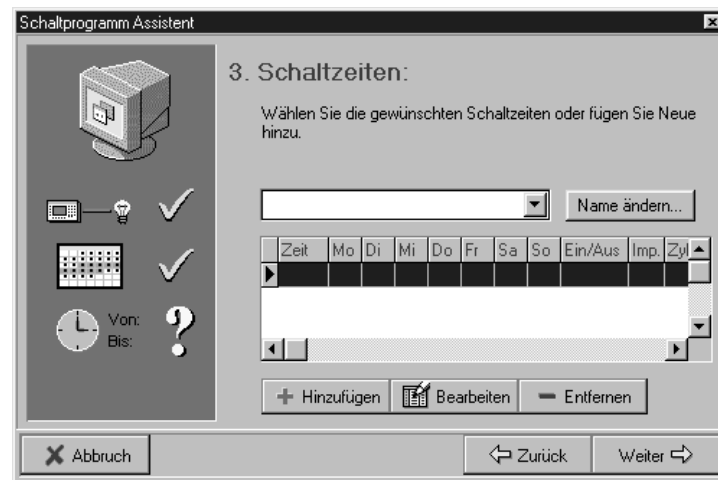 Schaltprogramm Assistent
3. Schaltzeiten:
Wählen Sie die gewünschten Schaltzeiten oder fügen Sie Neue
hinzu.
Name ändern...
Zeit Mo Di Mi Do Fr Sa So Ein/Aus Imp. Zyl
Von:
Bis:
Hinzufügen Bearbeiten Entfernen
Abbruch Zurück Weiter